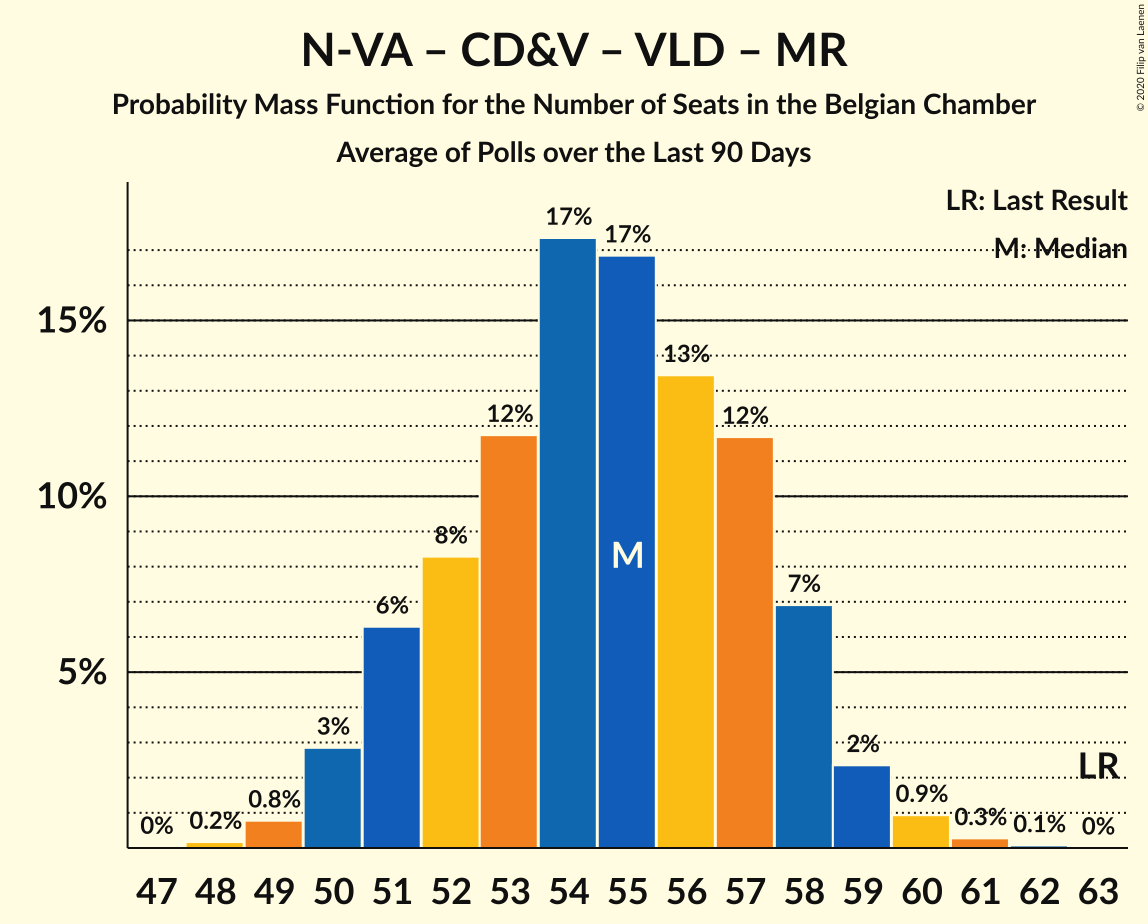 N-VA – CD&V – VLD – MR
Probability Mass Function for the Number of Seats in the Belgian Chamber
Average of Polls over the Last 90 Days
© 2020 Filip van Laenen
LR: Last Result
M: Median
17%
17%
15%
13%
12%
12%
10%
8%
M
7%
6%
5%
3%
2%
LR
0.9%
0.8%
0.3%
0.2%
0.1%
0%
0%
47 48 49 50 51 52 53 54 55 56 57 58 59 60 61 62 63